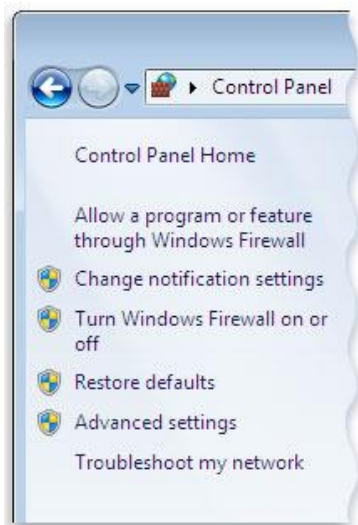 Control Panel
Control Panel Home
Allow a program or feature
through Windows Firewall
Change notification settings
Turn Windows Firewall on or
off
Restore defaults
Advanced settings
Troubleshoot my network